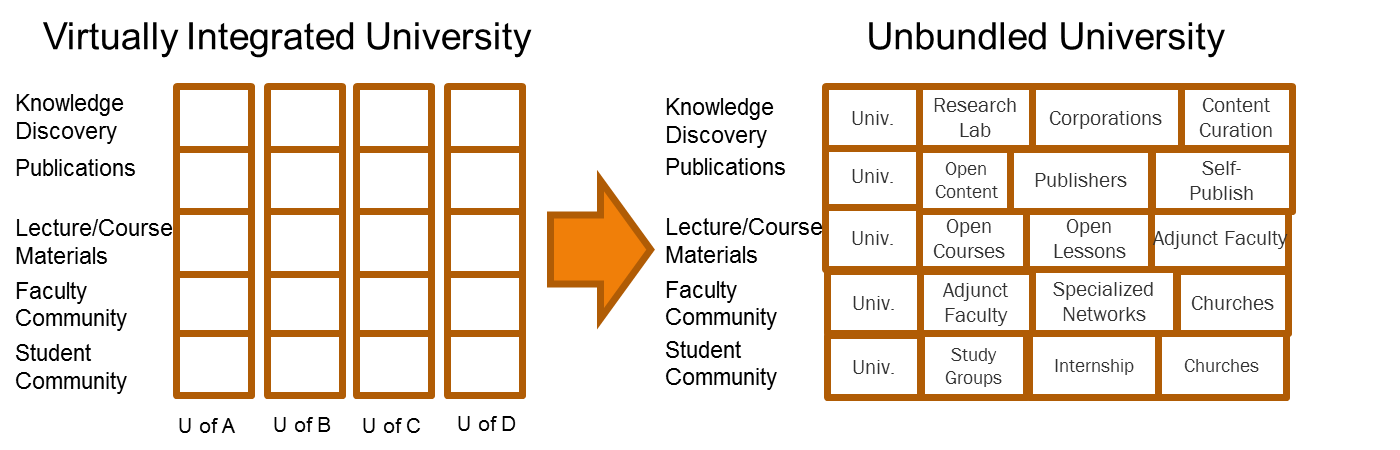 Virtually Integrated University
Knowledge
Discovery
Publications
Lecture/Course
Materials
Faculty
Community
Student
Community
U of A
U of B
U of C
U of D
Unbundled University
Knowledge
Discovery
Univ.
Research
Lab
Corporations
Content
Curation
Publications
Univ.
Open
Content
Publishers
Self-
Publish
Lecture/Course
Materials
Univ.
Open
Courses
Open
Lessons
Adjunct Faculty
Faculty
Community
Univ.
Adjunct
Faculty
Specialized
Networks
Churches
Student
Community
Univ.
Study
Groups
Internship
Churches